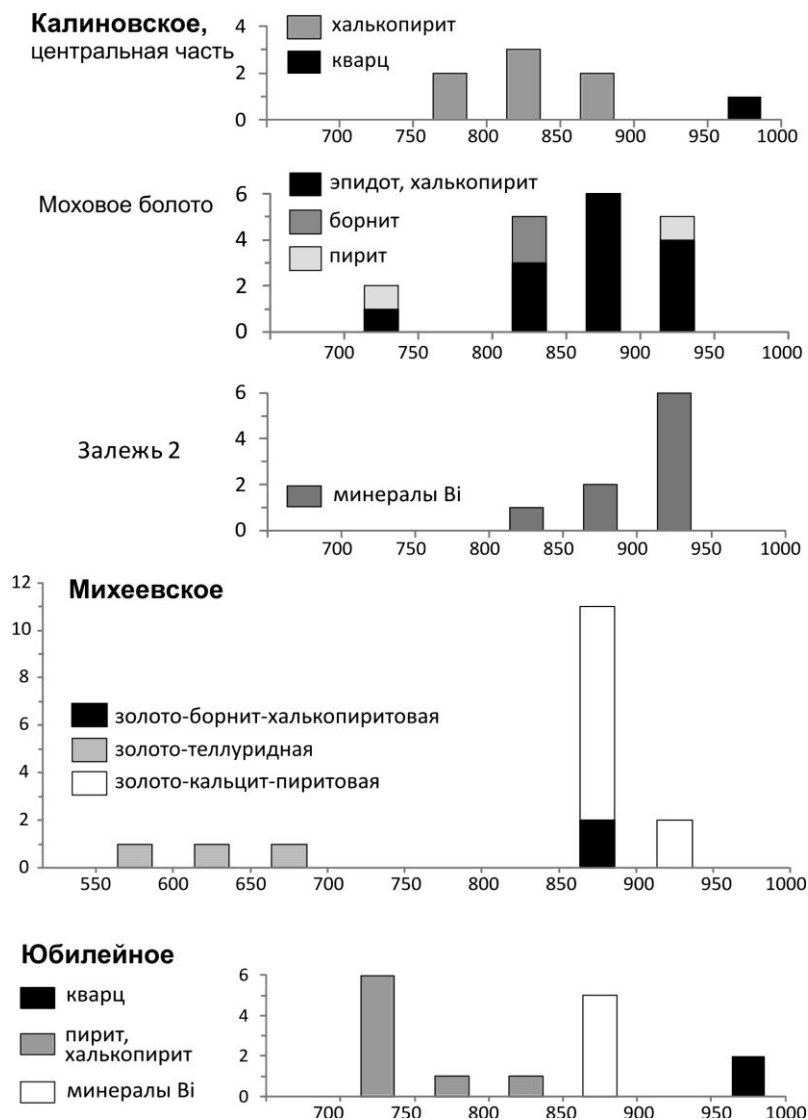 Калиновское,
центральная часть
халькопирит
кварц
4
2
0
700 750 800 850 900 950 1000
Моховое болото
эпидот, халькопирит
борнит
пирит
6
4
2
0
700 750 800 850 900 950 1000
Залежь 2
минералы Bi
6
4
2
0
700 750 800 850 900 950 1000
Михеевское
золото-борнит-халькопиритовая
золото-теллуридная
золото-кальцит-пиритовая
12
10
8
6
4
2
0
550 600 650 700 750 800 850 900 950 1000
Юбилейное
кварц
пирит,
халькопирит
минералы Bi
6
4
2
0
700 750 800 850 900 950 1000